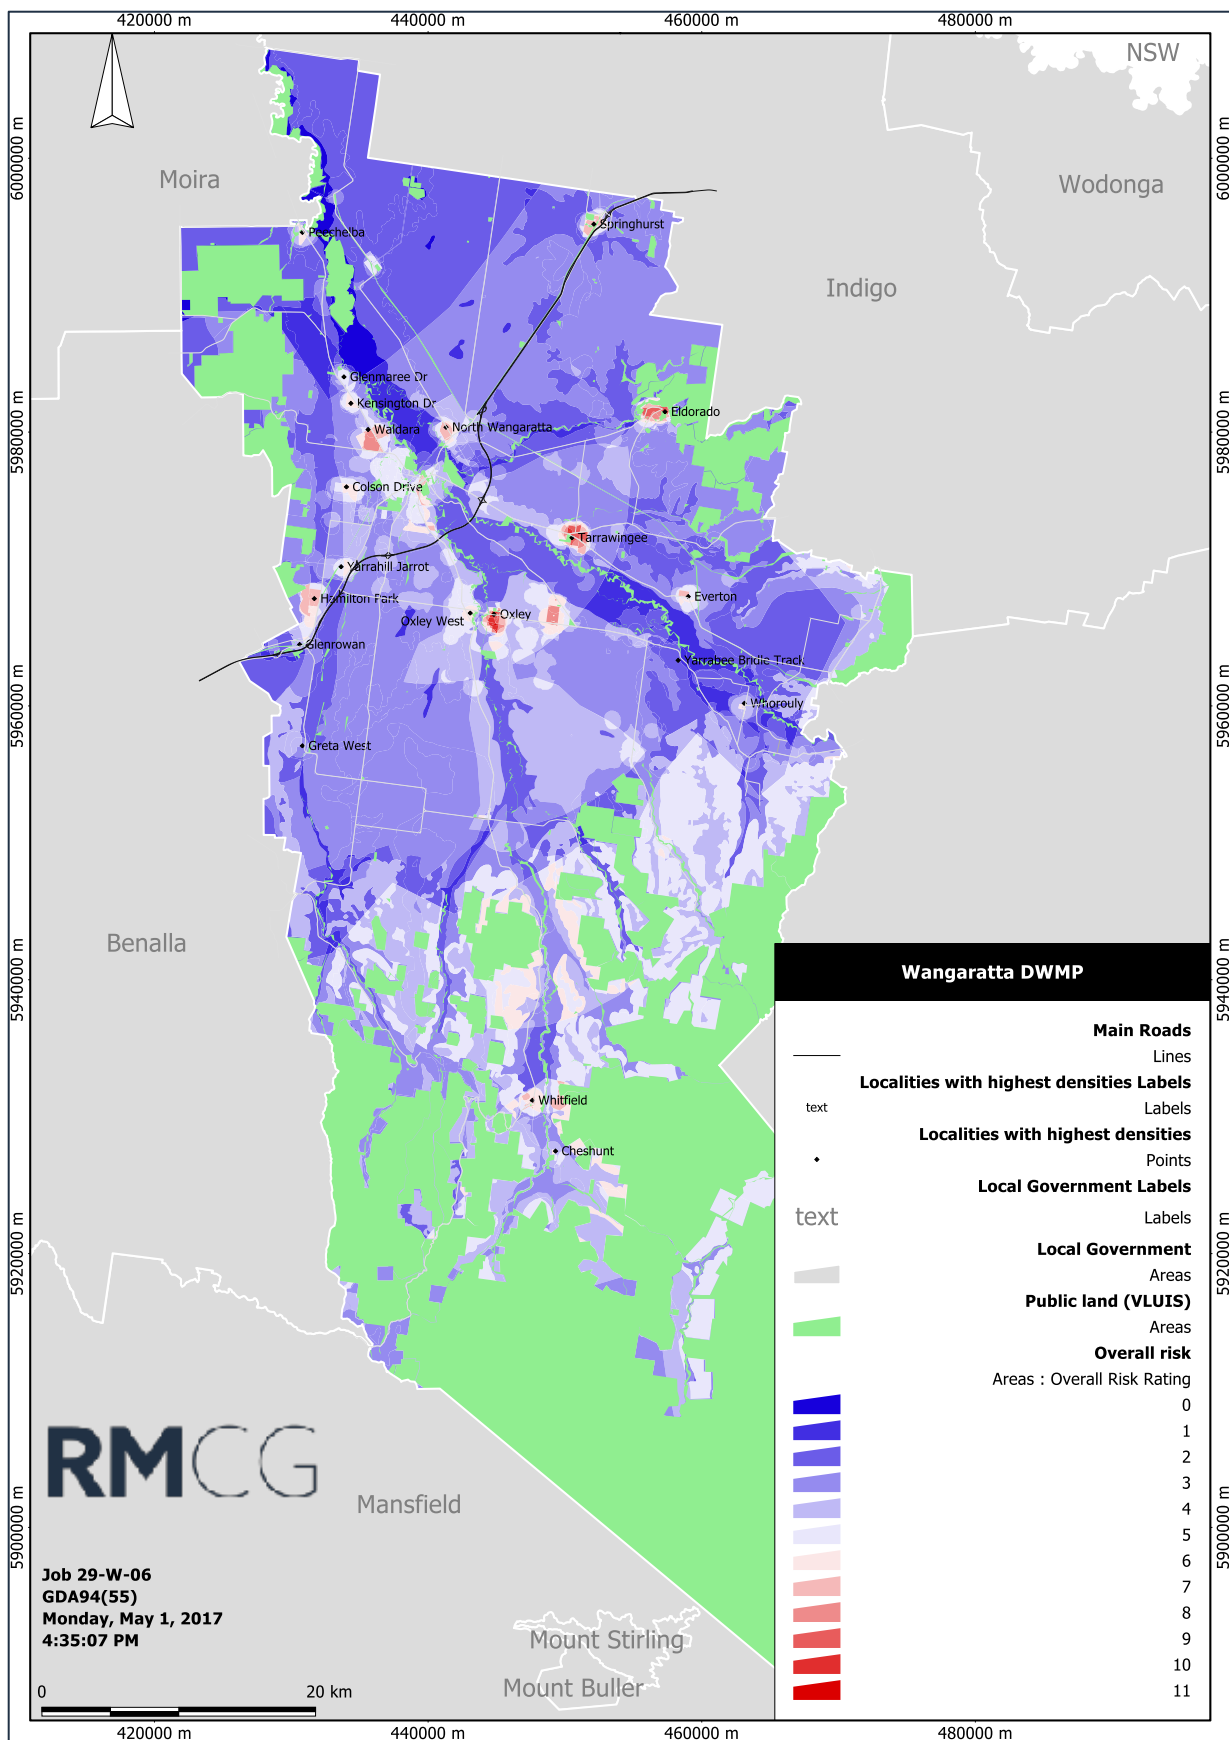 420000 m
440000 m
460000 m
480000 m
NSW
6000000 m
6000000 m
Moira
Wodonga
Springhurst
Peechelba
Indigo
Glenmaree Dr
Kensington Dr
Eldorado
Waldara
North Wangaratta
5980000 m
5980000 m
Colson Drive
Tarrawingee
Yarrahill Jarrot
Hamilton Park
Everton
Oxley West
Oxley
Glenrowan
Yarrabee Bridle Track
Whorouly
5960000 m
5960000 m
Greta West
Benalla
5940000 m
5940000 m
Wangaratta DWMP
Main Roads
Lines
Localities with highest densities Labels
text
Labels
Localities with highest densities
Points
Whitfield
Cheshunt
Local Government Labels
text
Labels
5920000 m
5920000 m
Local Government
Areas
Public land (VLUIS)
Areas
Overall risk
Areas : Overall Risk Rating
0
1
2
3
4
5
6
7
8
9
10
11
RMCG
Mansfield
5900000 m
5900000 m
Job 29-W-06
GDA94(55)
Monday, May 1, 2017
4:35:07 PM
Mount Stirling
Mount Buller
0
20 km
420000 m
440000 m
460000 m
480000 m